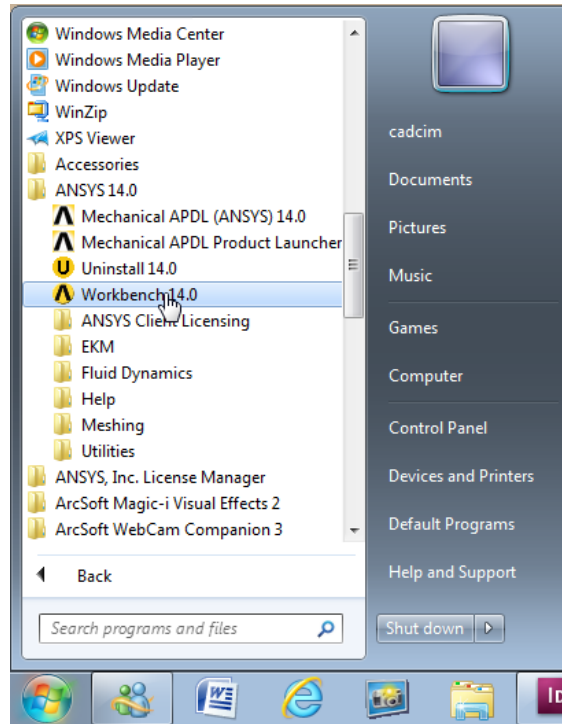 Windows Media Center
Windows Media Player
Windows Update
WinZip
XPS Viewer
Accessories
ANSYS 14.0
Mechanical APDL (ANSYS) 14.0
Mechanical APDL Product Launcher
Uninstall 14.0
Workbench 14.0
ANSYS Client Licensing
EKM
Fluid Dynamics
Help
Meshing
Utilities
ANSYS, Inc. License Manager
ArcSoft Magic-i Visual Effects 2
ArcSoft WebCam Companion 3
Back
Search programs and files
cadcim
Documents
Pictures
Music
Games
Computer
Control Panel
Devices and Printers
Default Programs
Help and Support
Shut down
W
ID